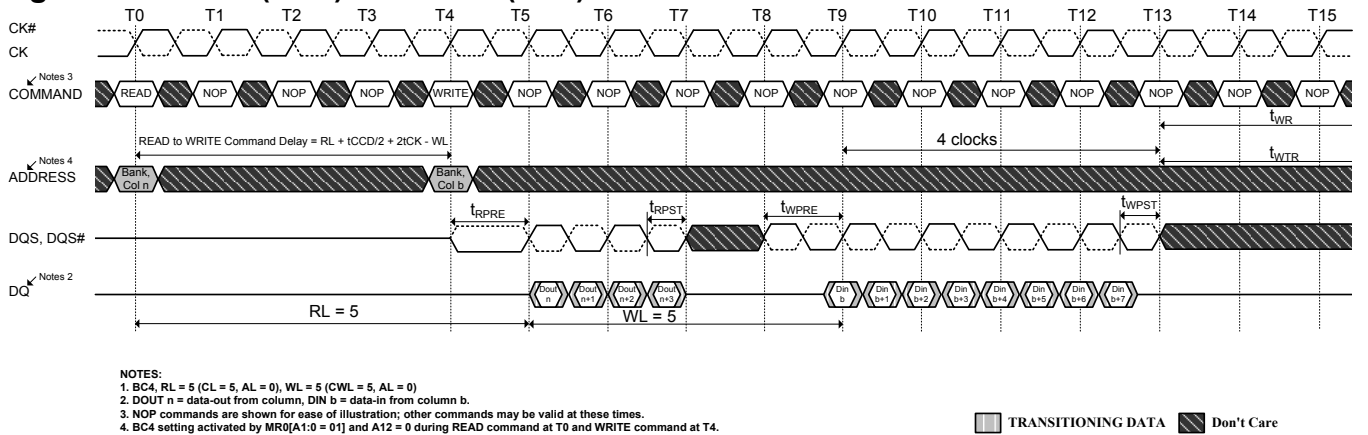 T0 T1 T2 T3 T4 T5 T6 T7 T8 T9 T10 T11 T12 T13 T14 T15
CK#
CK
Notes 3
COMMAND READ NOP NOP NOP WRITE NOP NOP NOP NOP NOP NOP NOP NOP NOP NOP NOP
tWR
READ to WRITE Command Delay = RL + tCCD/2 + 2tCK - WL
4 clocks
Notes 4
tWTR
ADDRESS Bank, Col n Bank, Col b
tRPRE tRPST tWPRE tWPST
DQS, DQS#
Notes 2
DQ Dout n Dout n+1 Dout n+2 Dout n+3 Din b Din b+1 Din b+2 Din b+3 Din b+4 Din b+5 Din b+6 Din b+7
RL = 5 WL = 5
NOTES:
1. BC4, RL = 5 (CL = 5, AL = 0), WL = 5 (CWL = 5, AL = 0)
2. DOUT n = data-out from column, DIN b = data-in from column b.
3. NOP commands are shown for ease of illustration; other commands may be valid at these times.
4. BC4 setting activated by MR0[A1:0 = 01] and A12 = 0 during READ command at T0 and WRITE command at T4.
TRANSITIONING DATA Don't Care